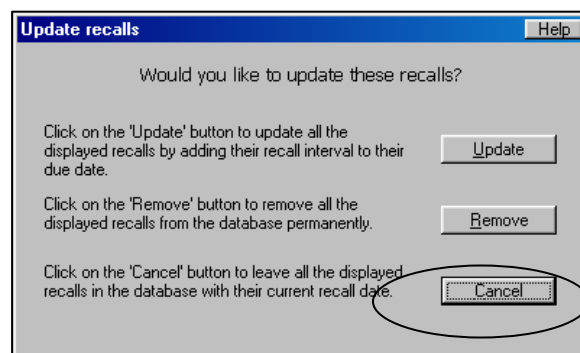 Update recalls Help
Would you like to update these recalls?
Click on the 'Update' button to update all the
displayed recalls by adding their recall interval to their
due date.
Update
Click on the 'Remove' button to remove all the
displayed recalls from the database permanently.
Remove
Click on the 'Cancel' button to leave all the displayed
recalls in the database with their current recall date.
Cancel